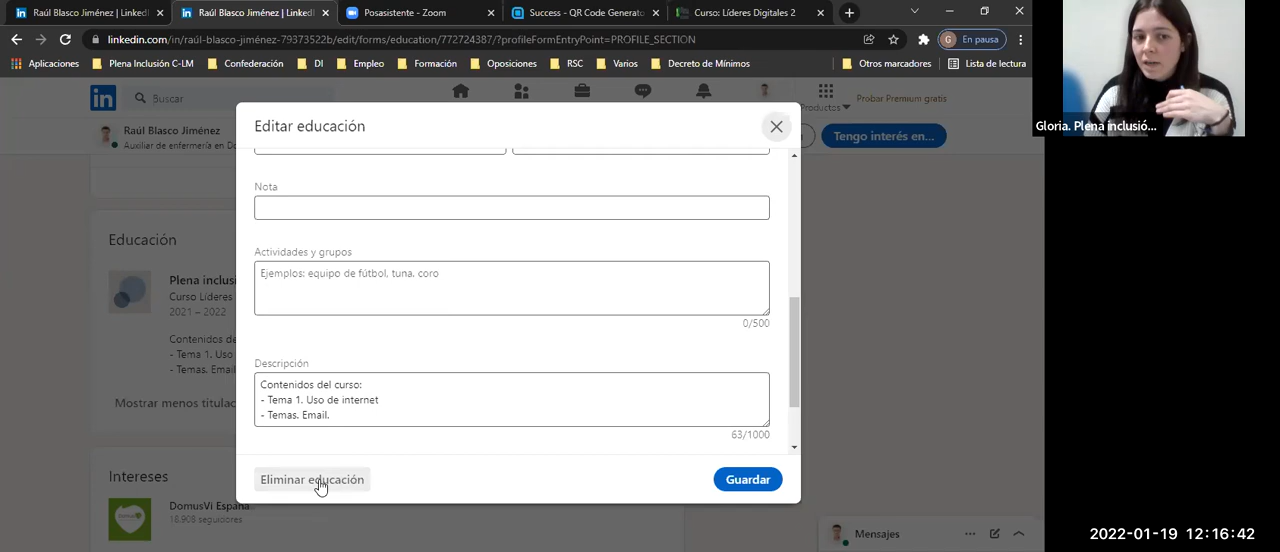 Raúl Blasco Jiménez | LinkedI
Raúl Blasco Jiménez | LinkedI
Posasistente - Zoom
Success - QR Code Generato
Curso: Líderes Digitales 2
linkedin.com/in/raúl-blasco-jiménez-79373522b/edit/forms/education/772724387/?profileFormEntryPoint=PROFILE_SECTION
G En pausa
Aplicaciones
Plena Inclusión C-LM
Confederación
DI
Empleo
Formación
Oposiciones
RSC
Varios
Decreto de Mínimos
Otros marcadores
Lista de lectura
in
Buscar
Productos
Probar Premium gratis
Raúl Blasco Jiménez
Auxiliar de enfermería en Do
Tengo interés en...
Gloria. Plena inclusió...
Editar educación
Nota
Actividades y grupos
Ejemplos: equipo de fútbol, tuna, coro
0/500
Descripción
Contenidos del curso:
- Tema 1. Uso de internet
- Temas. Email.
63/1000
Eliminar educación
Guardar
Educación
Plena inclusi
Curso Líderes
2021 – 2022
Contenidos de
- Tema 1. Uso
- Temas. Email
Mostrar menos titulac
Intereses
DomusVi España
18.908 seguidores
Mensajes
2022-01-19 12:16:42